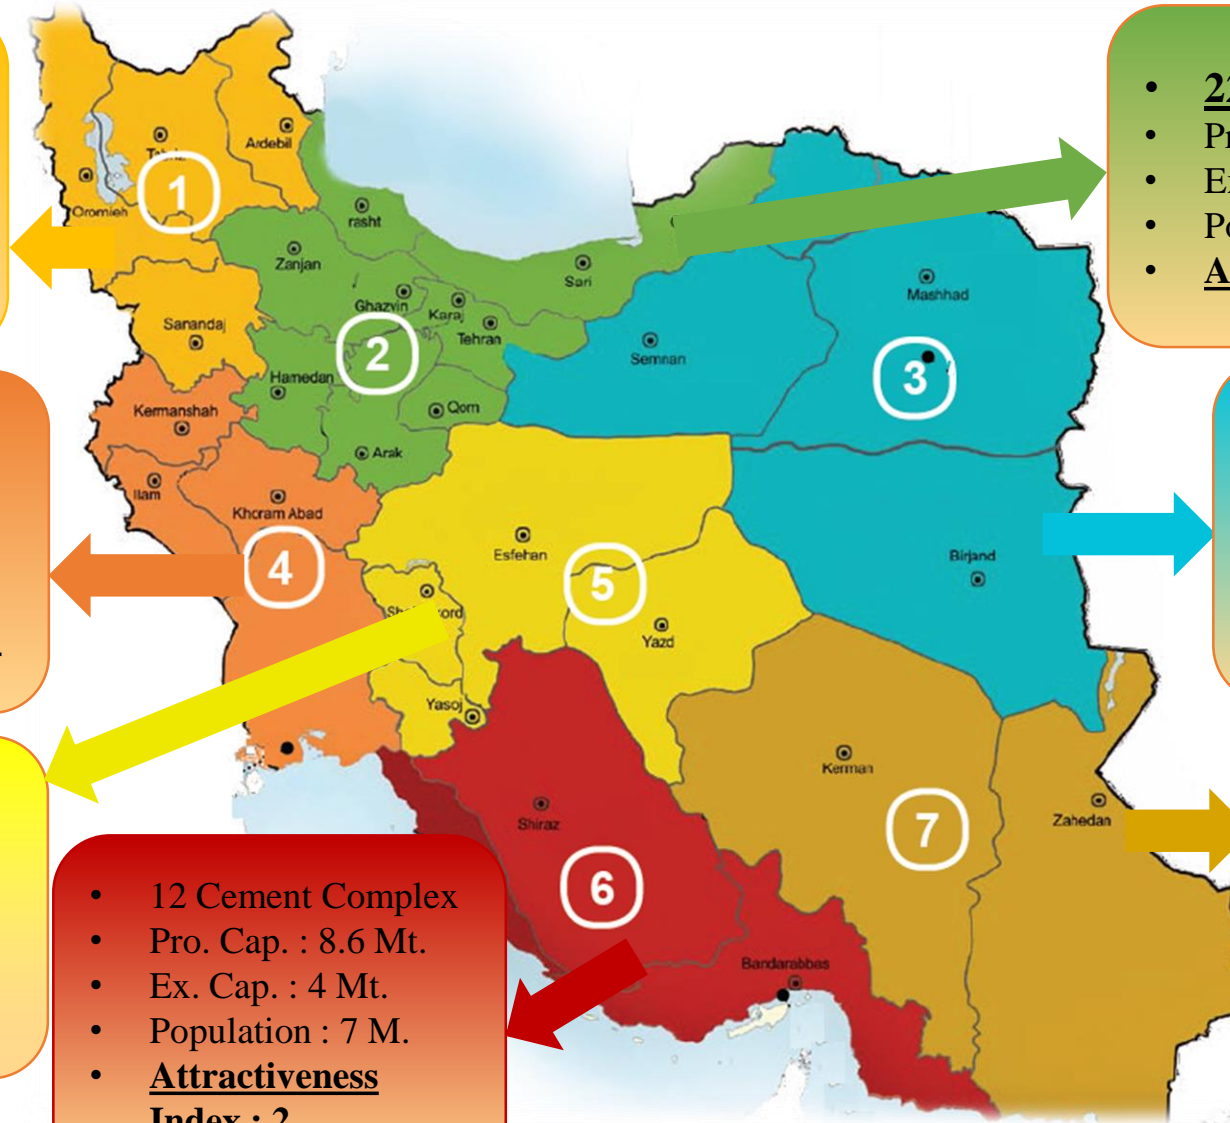 Ardebil
1
Oromieh
rasht
Zanjan
Sari
Ghazvin
Karaj
Tehran
Sanandaj
2
Hamedan
Qom
Arak
Mashhad
Semnan
3
Kermanshah
Ilam
Khoram Abad
4
Esfehan
5
Yazd
Yasoj
Birjand
Kerman
Zahedan
7
Shiraz
6
Bandarabbas
• 12 Cement Complex
• Pro. Cap. : 8.6 Mt.
• Ex. Cap. : 4 Mt.
• Population : 7 M.
• Attractiveness
Index : 2